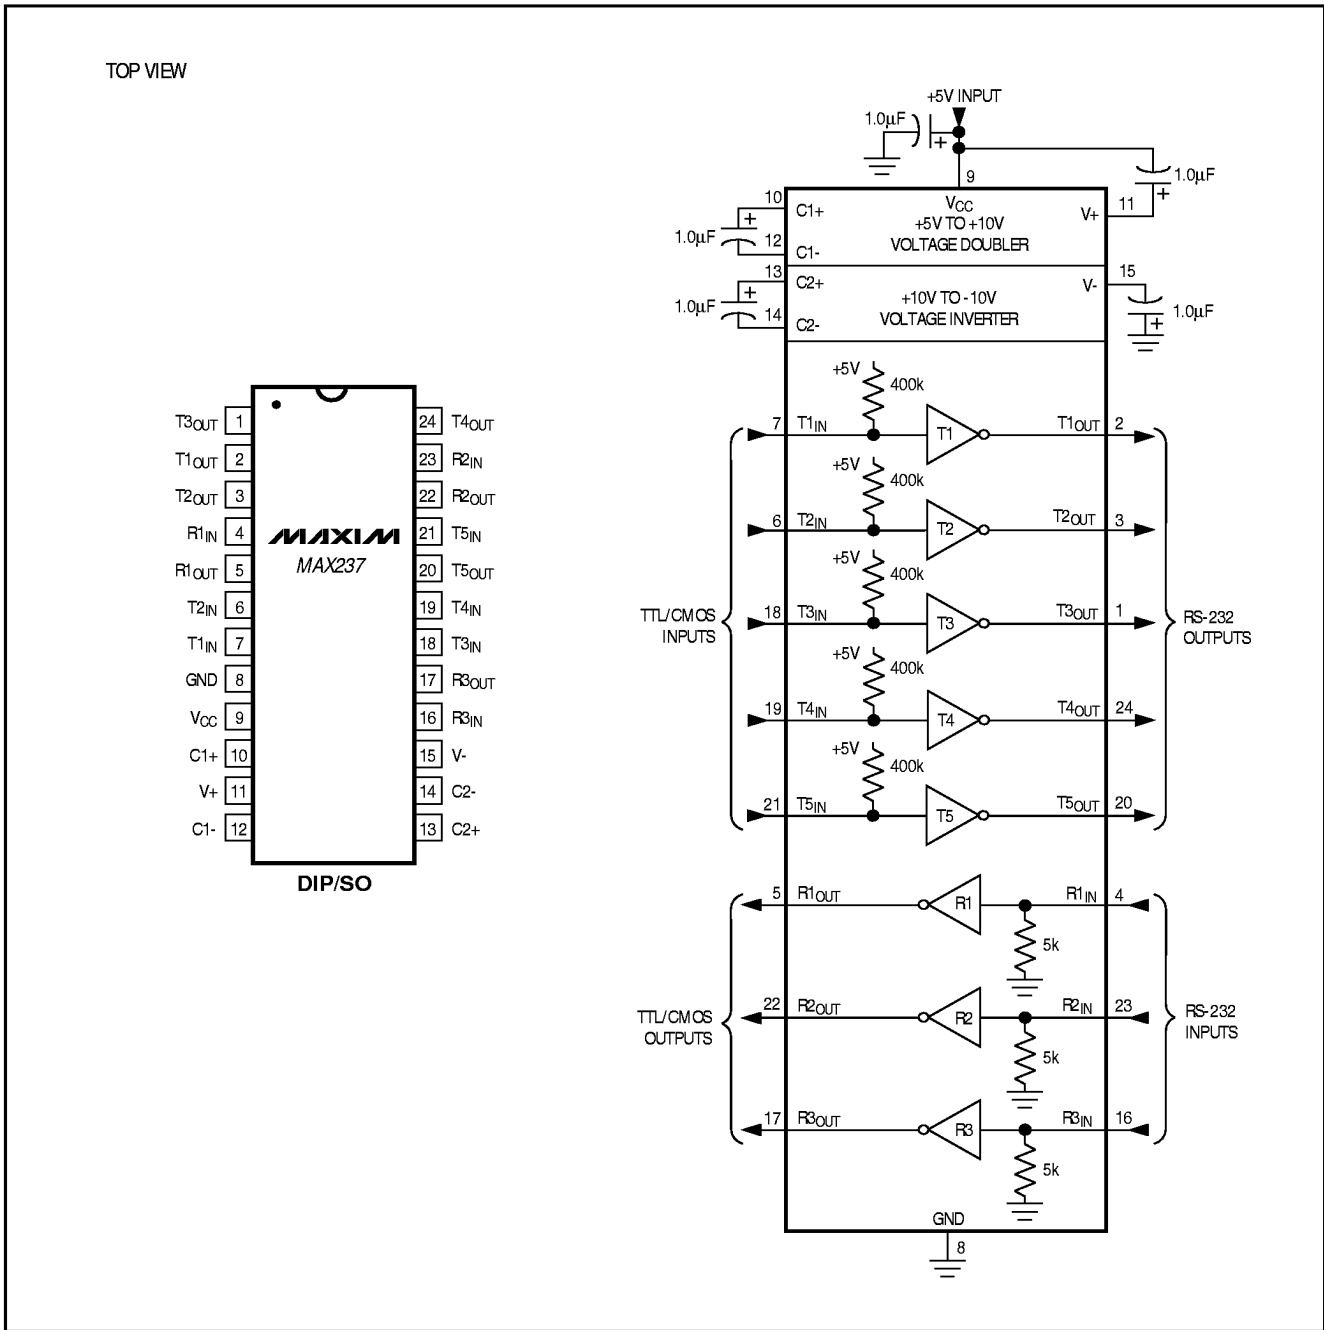 TOP VIEW
+5V INPUT
1.0µF
1.0µF
9
10
C1+
VCC
+5V TO +10V
VOLTAGE DOUBLER
V+
11
1.0µF
12
C1-
13
C2+
+10V TO -10V
VOLTAGE INVERTER
V-
15
1.0µF
14
C2-
1.0µF
T3OUT 1
24 T4OUT
T1OUT 2
23 R2IN
T2OUT 3
22 R2OUT
R1IN 4
21 T5IN
R1OUT 5
20 T5OUT
T2IN 6
19 T4IN
T1IN 7
18 T3IN
GND 8
17 R3OUT
VCC 9
16 R3IN
C1+ 10
15 V-
V+ 11
14 C2-
C1- 12
13 C2+
MAXIM
MAX237
DIP/SO
+5V
400k
7 T1IN
T1
T1OUT 2
+5V
400k
6 T2IN
T2
T2OUT 3
+5V
400k
18 T3IN
T3
T3OUT 1
TTL/CMOS
INPUTS
RS-232
OUTPUTS
+5V
400k
19 T4IN
T4
T4OUT 24
+5V
400k
21 T5IN
T5
T5OUT 20
5 R1OUT
R1
R1IN 4
5k
22 R2OUT
R2
R2IN 23
5k
TTL/CMOS
OUTPUTS
RS-232
INPUTS
17 R3OUT
R3
R3IN 16
5k
GND
8